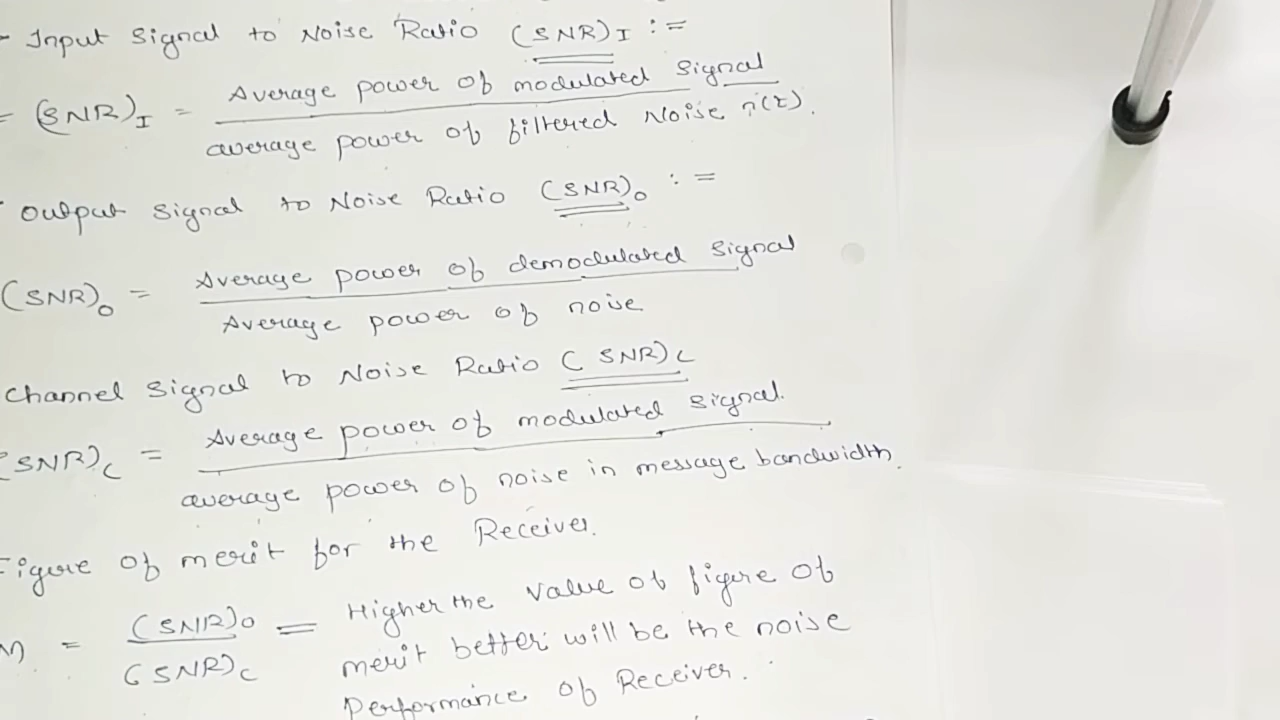 - Input Signal to Noise Ratio (SNR)I :=
= (SNR)I = Average power of modulated signal
average power of filtered Noise n(t).
Output signal to Noise Ratio (SNR)O :=
(SNR)O = Average power of demodulated signal
Average power of noise
Channel signal to Noise Ratio (SNR)C
(SNR)C = Average power of modulated signal.
average power of noise in message bandwidth.
Figure of merit for the Receiver.
= (SNR)O = Higher the value of figure of
(SNR)C merit better will be the noise
performance of Receiver.